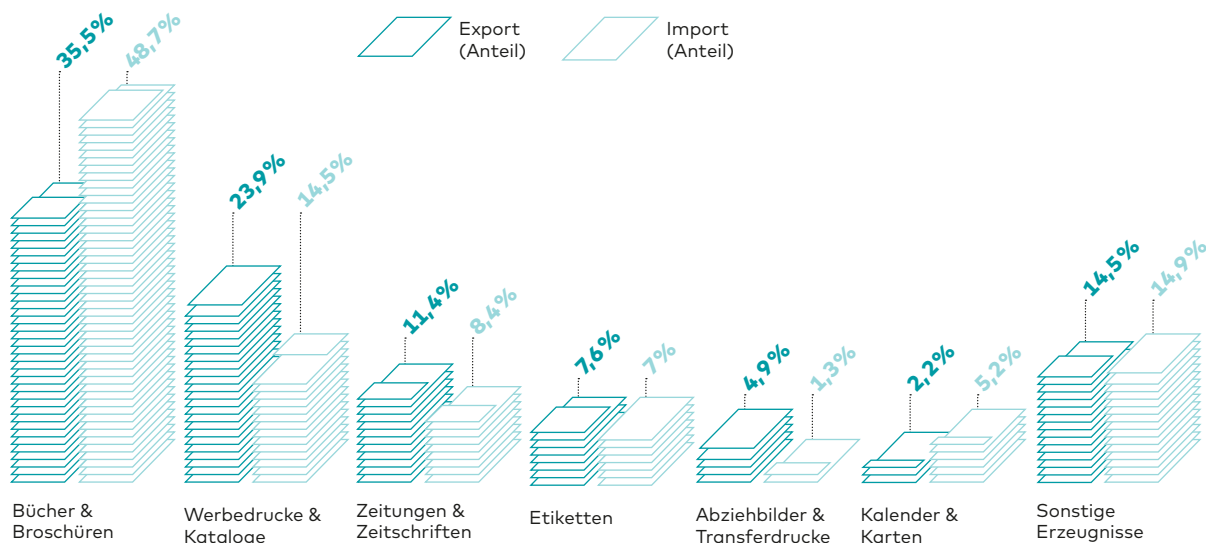 Export
(Anteil)
Import
(Anteil)
35,5%
48,7%
23,9%
14,5%
11,4%
8,4%
7,6%
7%
4,9%
1,3%
2,2%
5,2%
14,5%
14,9%
Bücher &
Broschüren
Werbedrucke &
Kataloge
Zeitungen &
Zeitschriften
Etiketten
Abziehbilder &
Transferdrucke
Kalender &
Karten
Sonstige
Erzeugnisse